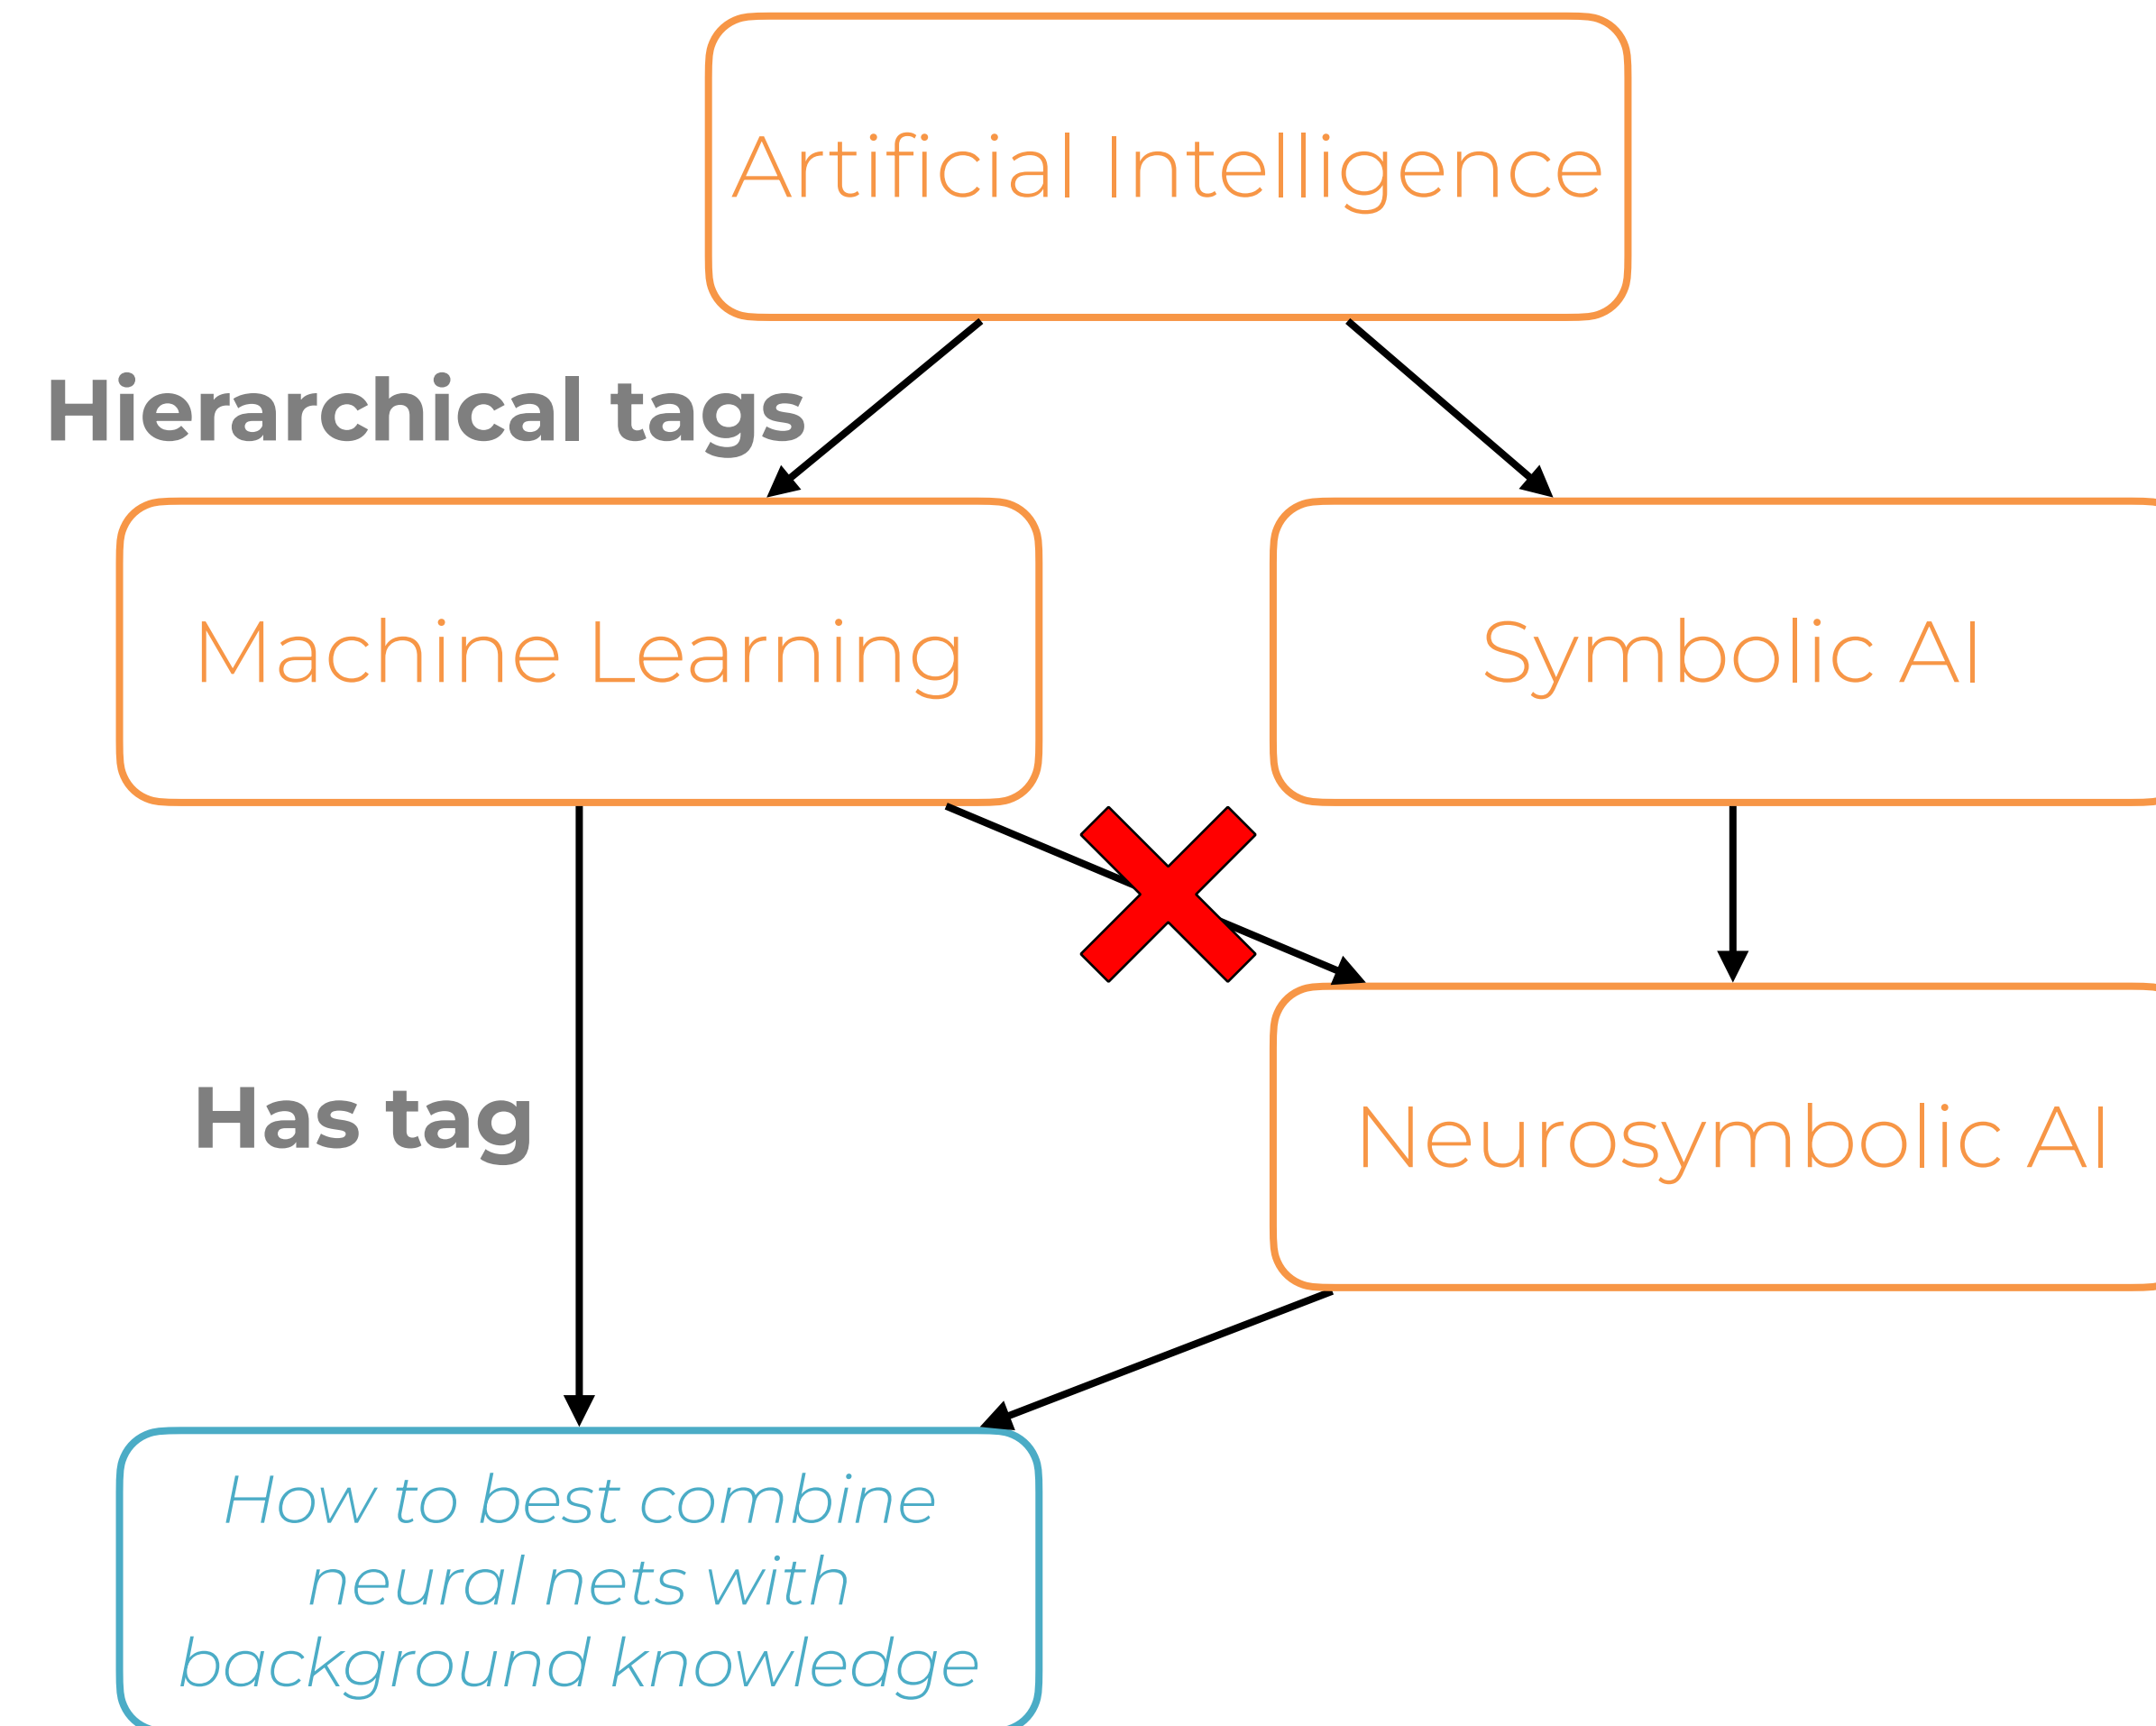 Artificial Intelligence
Hierarchical tags
Machine Learning
Symbolic AI
Has tag
Neurosymbolic AI
How to best combine
neural nets with
background knowledge